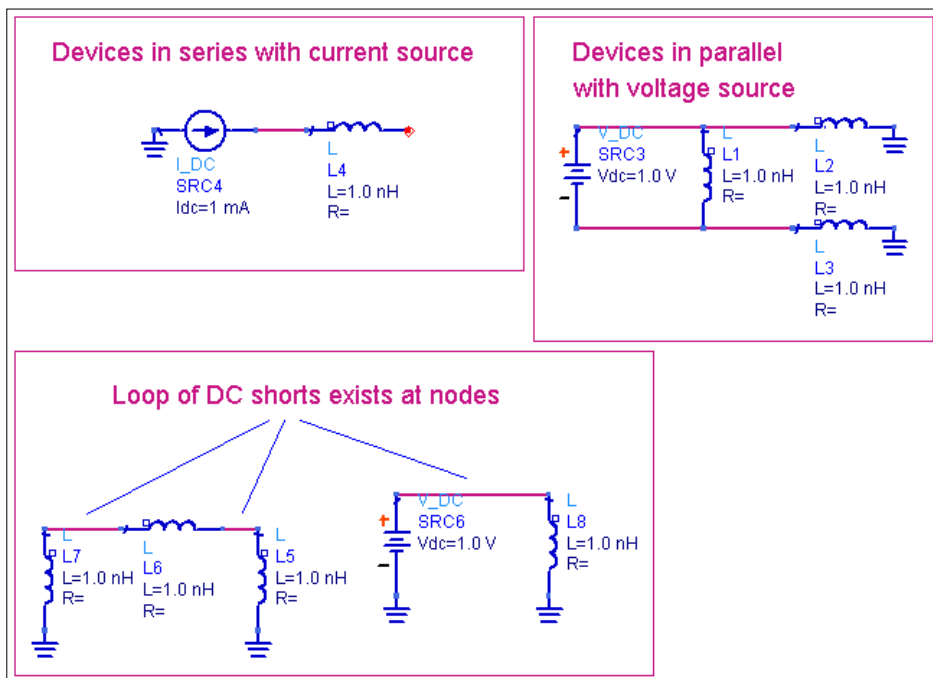 Devices in series with current source
I_DC
SRC4
Idc=1 mA
L
L4
L=1.0 nH
R=
Devices in parallel
with voltage source
+
-
V_DC
SRC3
Vdc=1.0 V
L
L1
L=1.0 nH
R=
L
L2
L=1.0 nH
R=
L
L3
L=1.0 nH
R=
Loop of DC shorts exists at nodes
L
L7
L=1.0 nH
R=
L
L6
L=1.0 nH
R=
L
L5
L=1.0 nH
R=
+
-
V_DC
SRC6
Vdc=1.0 V
L
L8
L=1.0 nH
R=